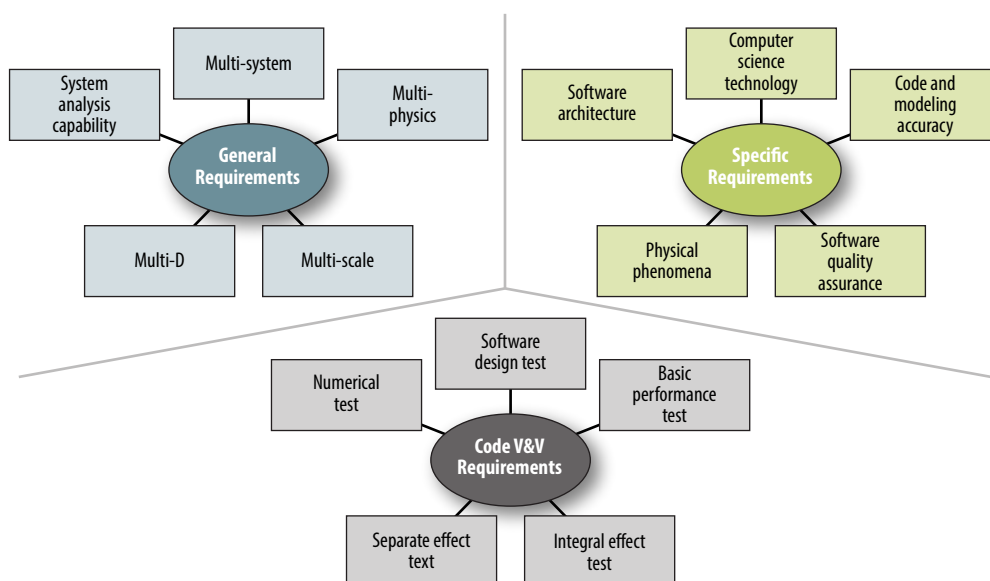 Multi-system
System
analysis
capability
Multi-
physics
General
Requirements
Multi-D
Multi-scale
Computer
science
technology
Software
architecture
Code and
modeling
accuracy
Specific
Requirements
Physical
phenomena
Software
quality
assurance
Software
design test
Numerical
test
Basic
performance
test
Code V&V
Requirements
Separate effect
text
Integral effect
test